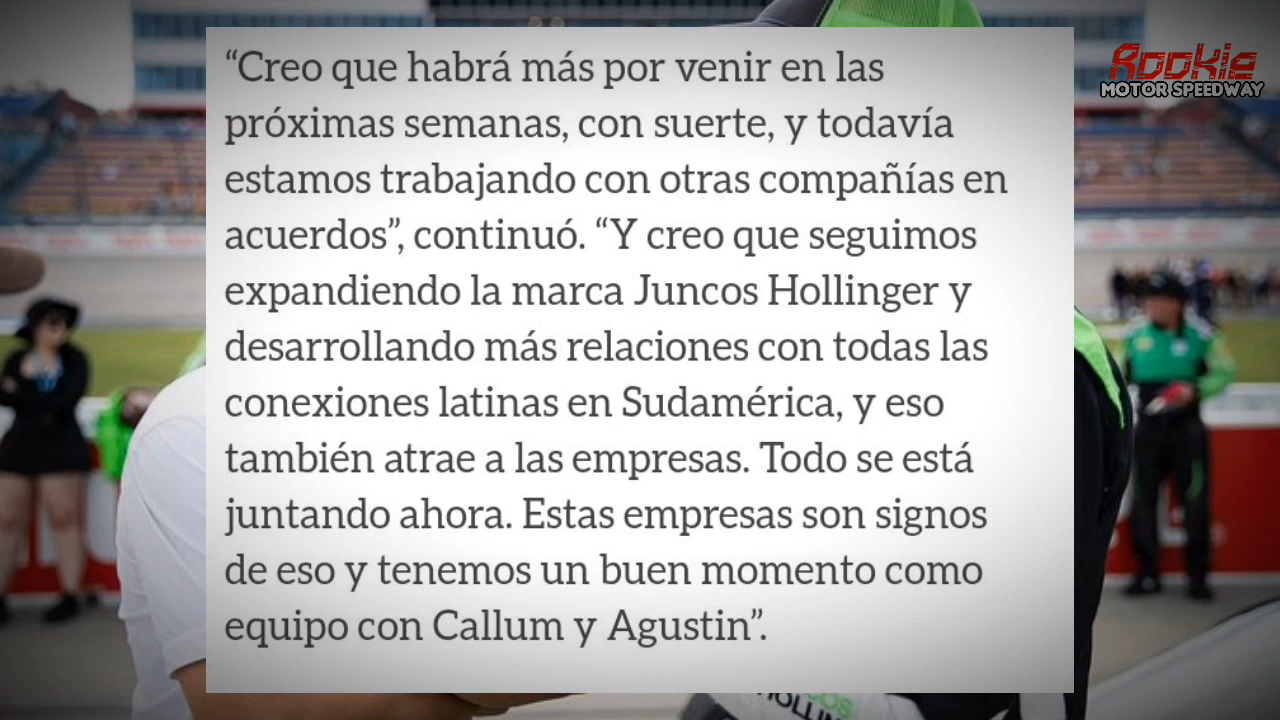 Rookie
MOTOR SPEEDWAY
“Creo que habrá más por venir en las
próximas semanas, con suerte, y todavía
estamos trabajando con otras compañías en
acuerdos”, continuó. “Y creo que seguimos
expandiendo la marca Juncos Hollinger y
desarrollando más relaciones con todas las
conexiones latinas en Sudamérica, y eso
también atrae a las empresas. Todo se está
juntando ahora. Estas empresas son signos
de eso y tenemos un buen momento como
equipo con Callum y Agustin”.